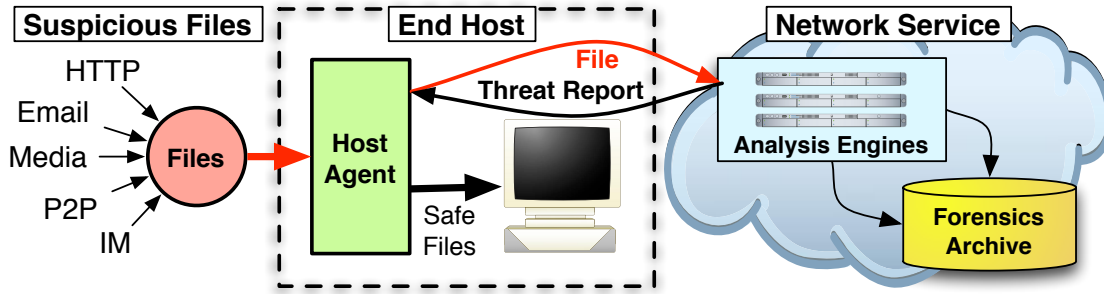 Suspicious Files
HTTP
Email
Media
P2P
IM
Files
End Host
Host
Agent
File
Threat Report
Safe
Files
Network Service
Analysis Engines
Forensics
Archive